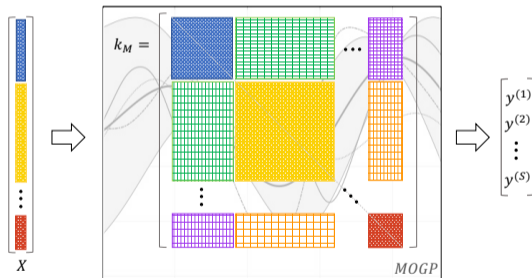 k_M =
y^(1)
y^(2)
⋮
y^(S)
X
MOGP